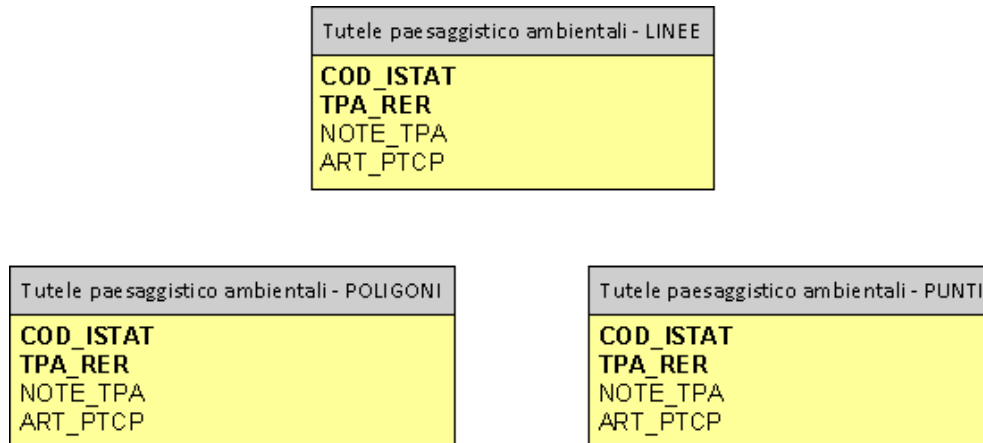 Tutele paesaggistico ambientali - LINEE
COD_ISTAT
TPA_RER
NOTE_TPA
ART_PTCP
Tutele paesaggistico ambientali - POLIGONI
COD_ISTAT
TPA_RER
NOTE_TPA
ART_PTCP
Tutele paesaggistico ambientali - PUNTI
COD_ISTAT
TPA_RER
NOTE_TPA
ART_PTCP